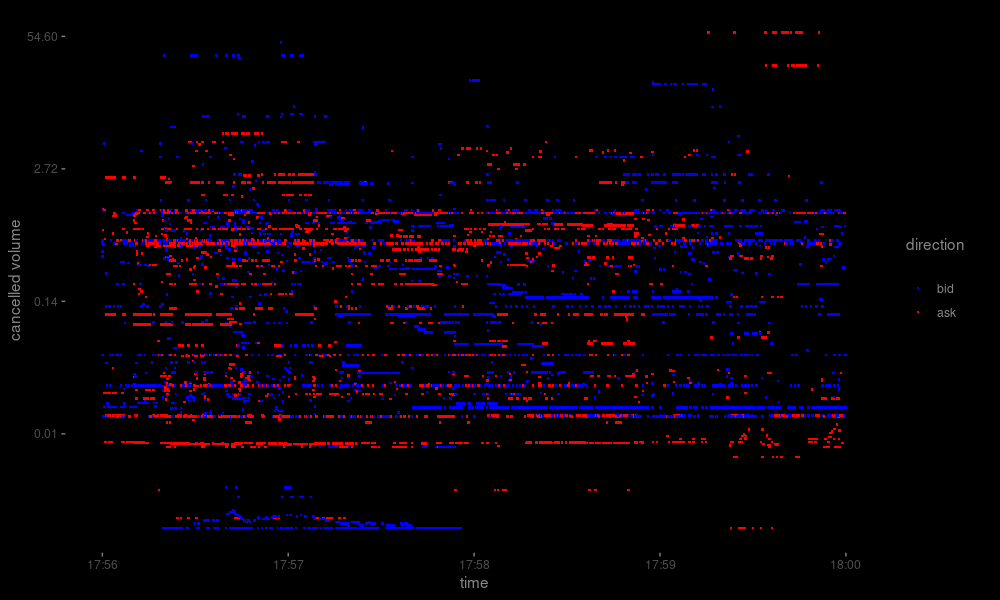 54.60
2.72
0.14
0.01
cancelled volume
17:56
17:57
17:58
17:59
18:00
time
direction
bid
ask